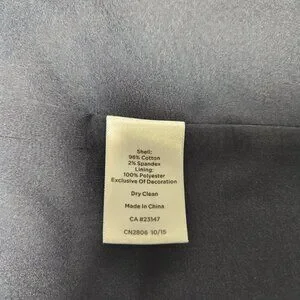 Shell:
98% Cotton
2% Spandex
Lining:
100% Polyester
Exclusive Of Decoration
Dry Clean
Made in China
CA #23147
CN2806 10/15